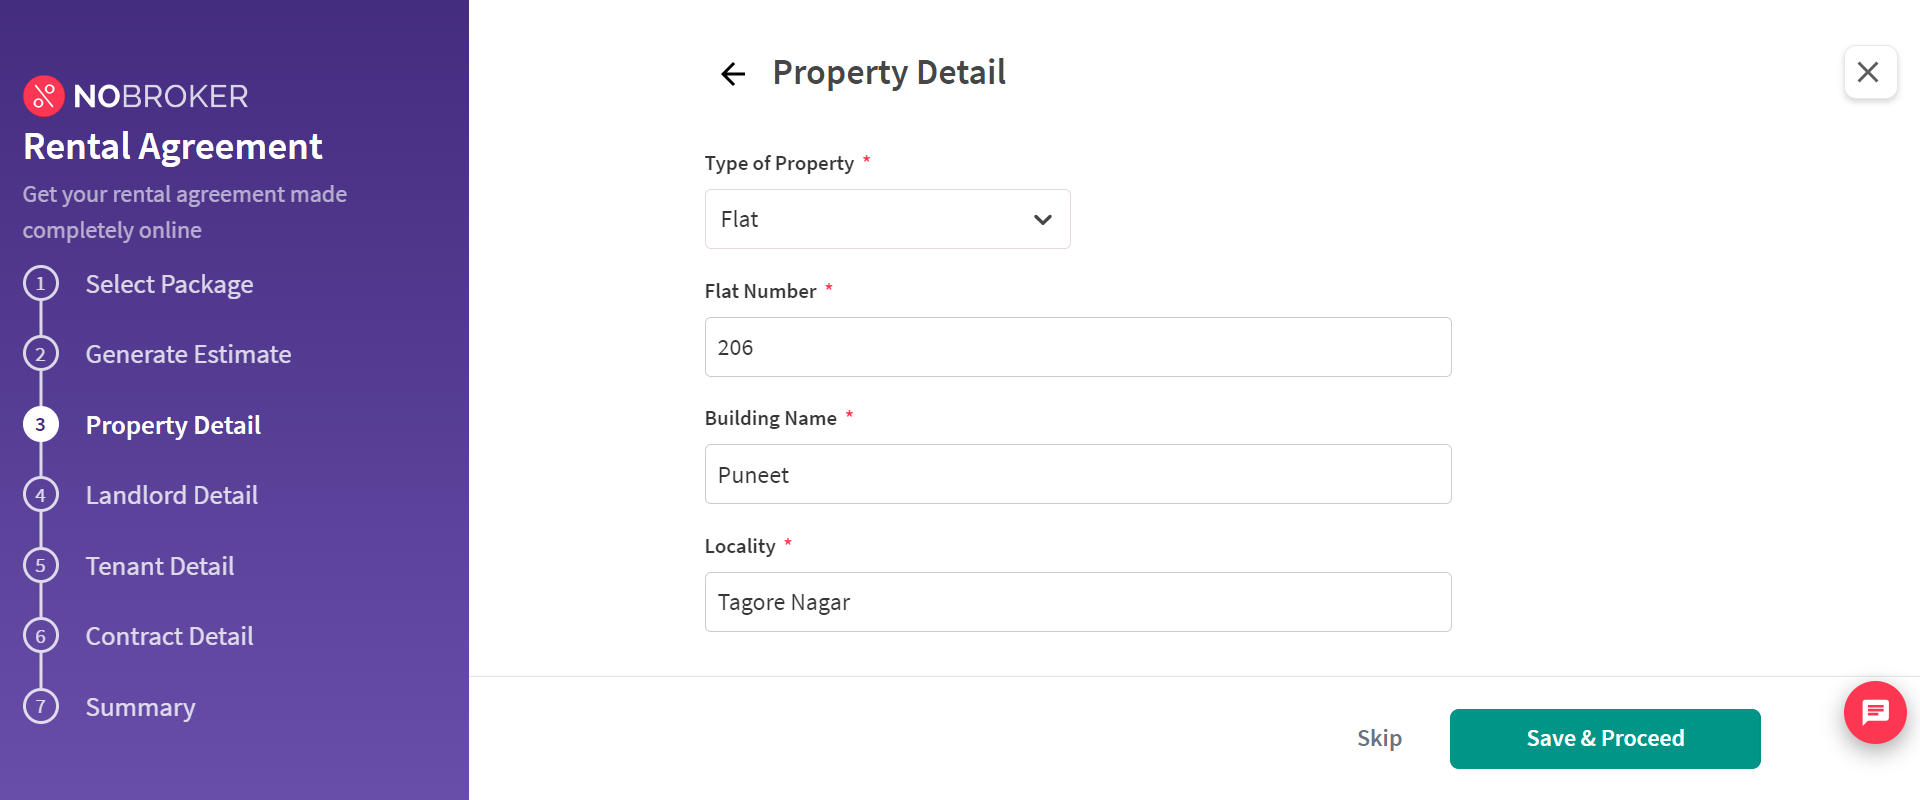 NOBROKER
Rental Agreement
Get your rental agreement made
completely online
1 Select Package
2 Generate Estimate
3 Property Detail
4 Landlord Detail
5 Tenant Detail
6 Contract Detail
7 Summary
Property Detail
Type of Property *
Flat
Flat Number *
206
Building Name *
Puneet
Locality *
Tagore Nagar
Skip
Save & Proceed